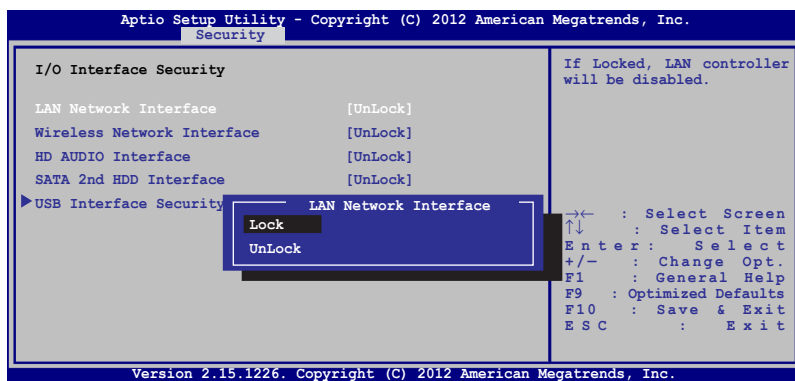 Aptio Setup Utility - Copyright (C) 2012 American Megatrends, Inc.
Security
I/O Interface Security
LAN Network Interface [UnLock]
Wireless Network Interface [UnLock]
HD AUDIO Interface [UnLock]
SATA 2nd HDD Interface [UnLock]
USB Interface Security
LAN Network Interface
Lock
UnLock
If Locked, LAN controller
will be disabled.
→← : Select Screen
↑↓ : Select Item
Enter: Select
+/— : Change Opt.
F1 : General Help
F9 : Optimized Defaults
F10 : Save & Exit
ESC : Exit
Version 2.15.1226. Copyright (C) 2012 American Megatrends, Inc.